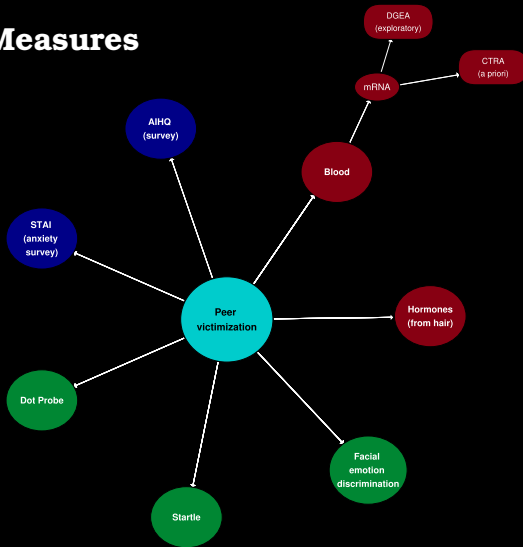 Measures
DGEA
(exploratory)
CTRA
(a priori)
mRNA
AIHQ
(survey)
Blood
STAI
(anxiety
survey)
Peer
victimization
Hormones
(from hair)
Dot Probe
Facial
emotion
discrimination
Startle